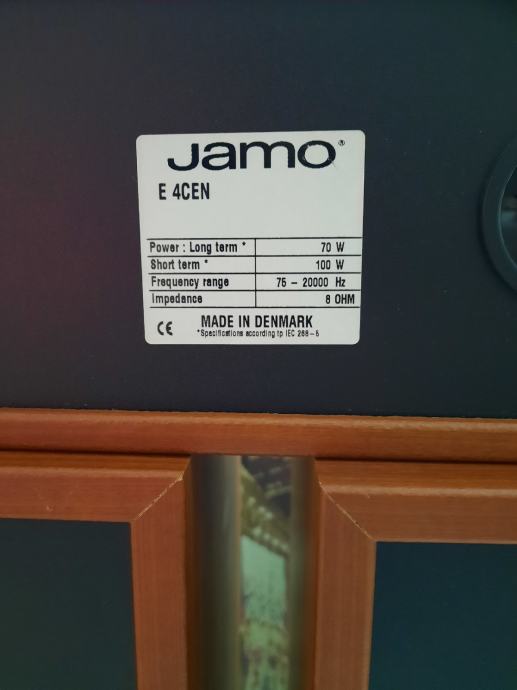 Jamo®
E 4CEN
Power : Long term * 70 W
Short term * 100 W
Frequency range 75 - 20000 Hz
Impedance 8 OHM
CE MADE IN DENMARK
*Specifications according tp IEC 268-5